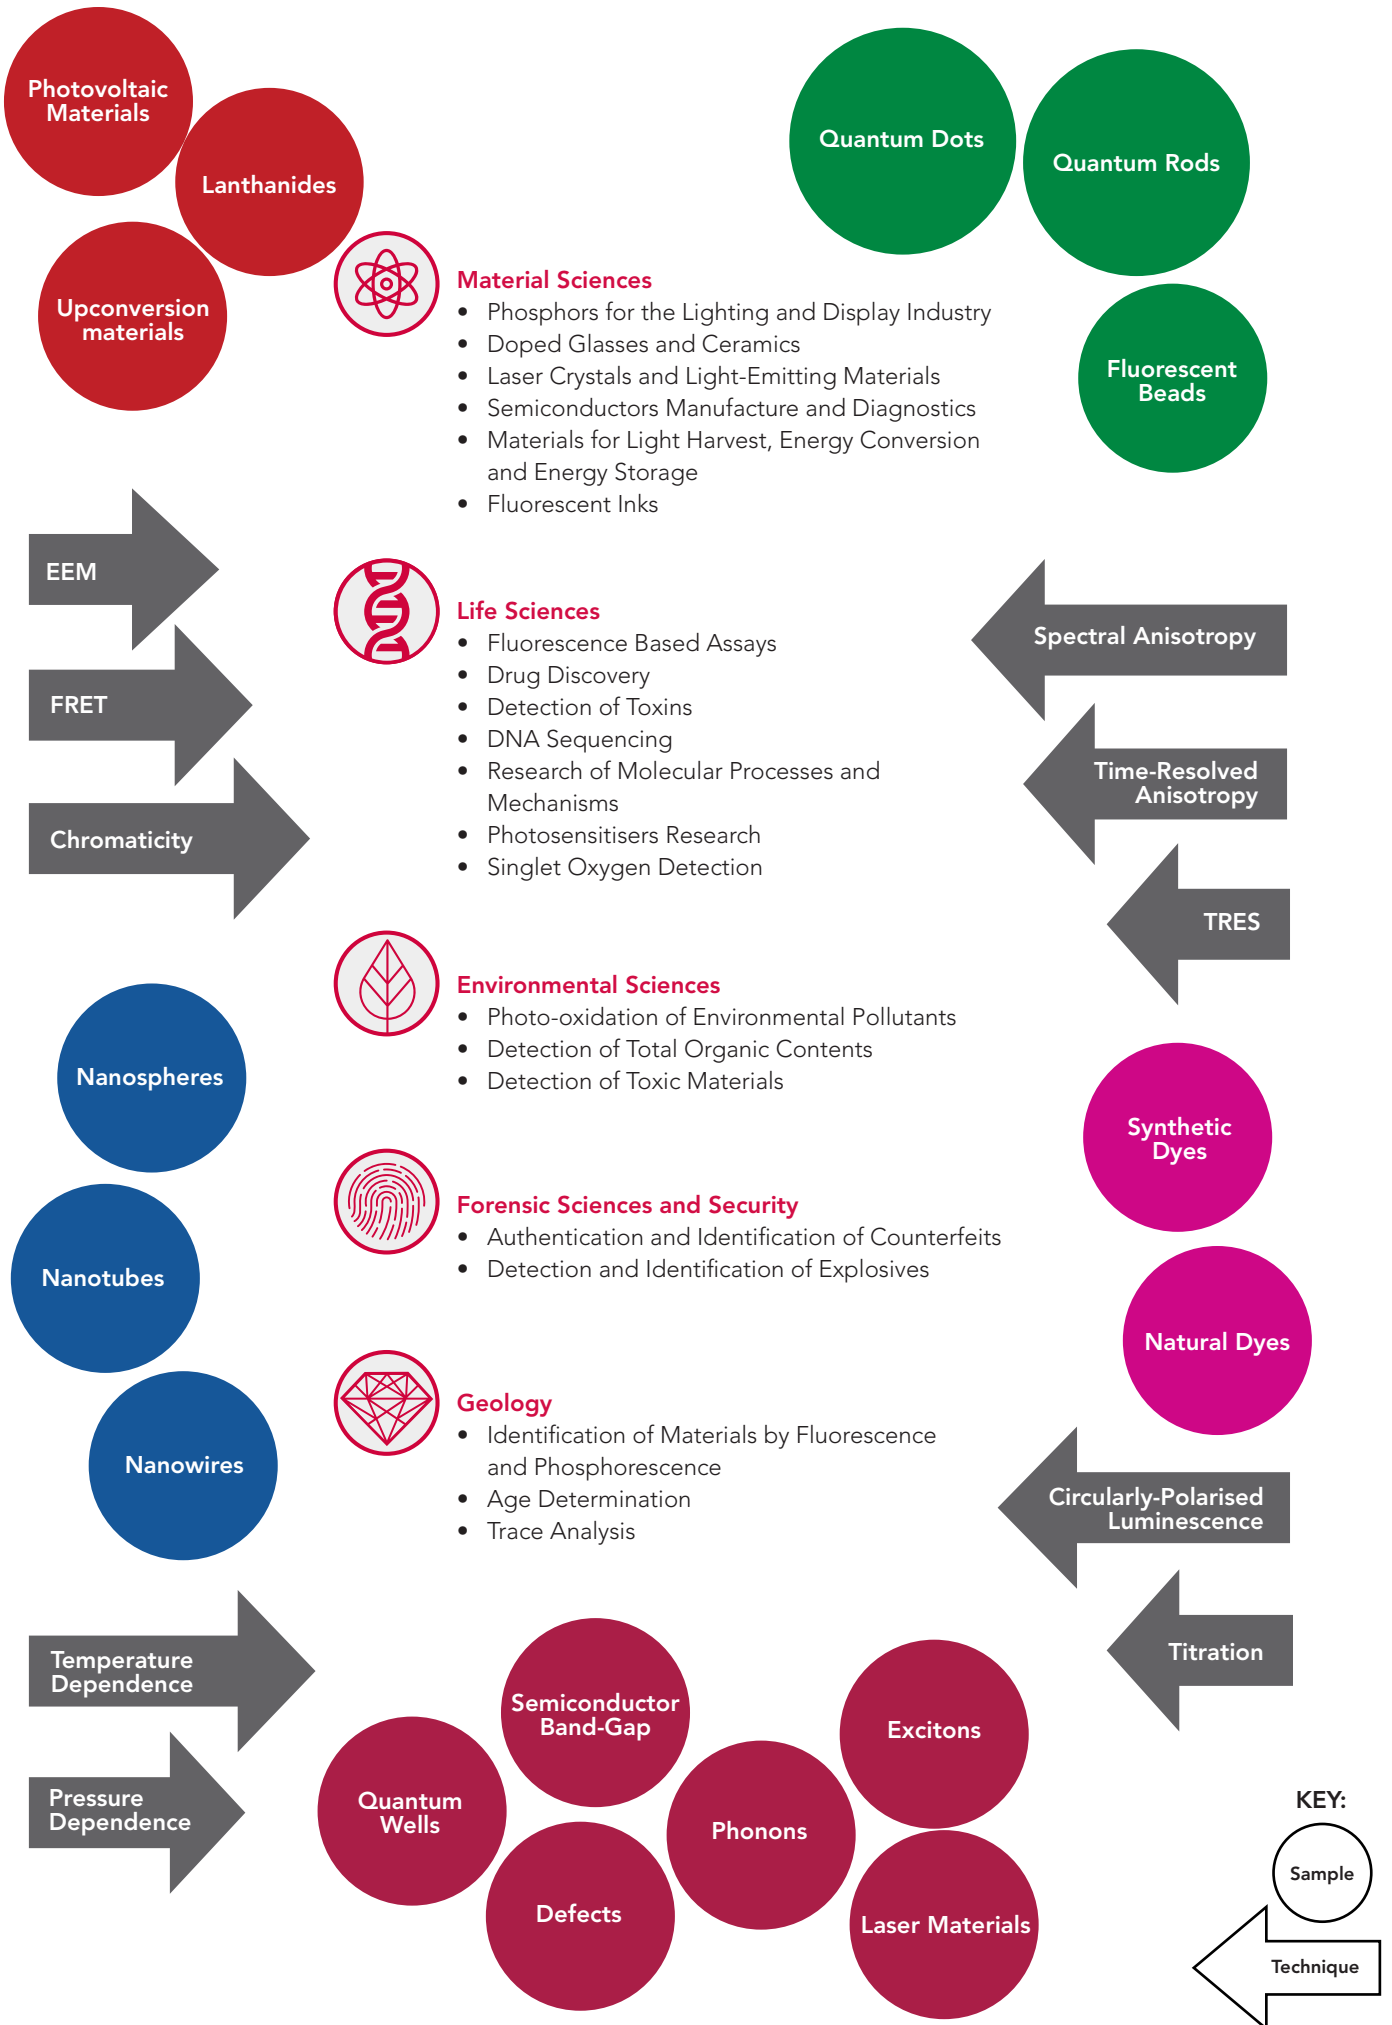 Photovoltaic
Materials
Lanthanides
Upconversion
materials
Quantum Dots
Quantum Rods
Fluorescent
Beads
Material Sciences
• Phosphors for the Lighting and Display Industry
• Doped Glasses and Ceramics
• Laser Crystals and Light-Emitting Materials
• Semiconductors Manufacture and Diagnostics
• Materials for Light Harvest, Energy Conversion
and Energy Storage
• Fluorescent Inks
EEM
FRET
Chromaticity
Life Sciences
• Fluorescence Based Assays
• Drug Discovery
• Detection of Toxins
• DNA Sequencing
• Research of Molecular Processes and
Mechanisms
• Photosensitisers Research
• Singlet Oxygen Detection
Spectral Anisotropy
Time-Resolved
Anisotropy
TRES
Environmental Sciences
• Photo-oxidation of Environmental Pollutants
• Detection of Total Organic Contents
• Detection of Toxic Materials
Nanospheres
Nanotubes
Nanowires
Synthetic
Dyes
Natural Dyes
Forensic Sciences and Security
• Authentication and Identification of Counterfeits
• Detection and Identification of Explosives
Geology
• Identification of Materials by Fluorescence
and Phosphorescence
• Age Determination
• Trace Analysis
Circularly-Polarised
Luminescence
Titration
Temperature
Dependence
Pressure
Dependence
Semiconductor
Band-Gap
Excitons
Quantum
Wells
Phonons
Defects
Laser Materials
KEY:
Sample
Technique